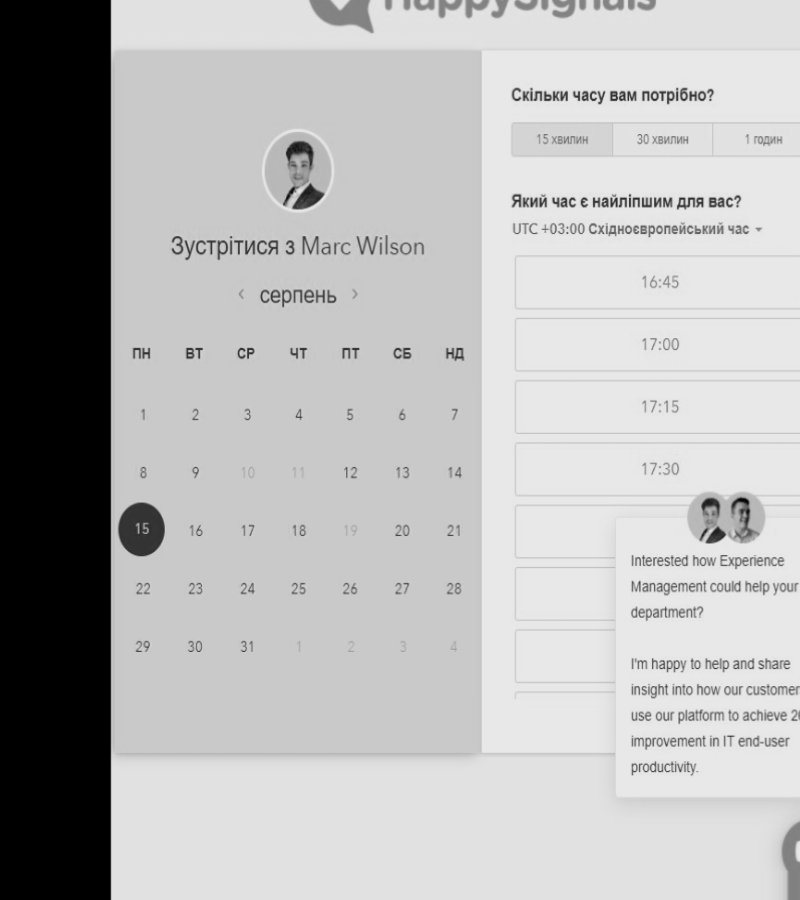 HappySignals
Зустрітися з Marc Wilson
серпень
ПН ВТ СР ЧТ ПТ СБ НД
1 2 3 4 5 6 7
8 9 10 11 12 13 14
15 16 17 18 19 20 21
22 23 24 25 26 27 28
29 30 31 1 2 3 4
Скільки часу вам потрібно?
15 хвилин 30 хвилин 1 годин
Який час є найліпшим для вас?
UTC +03:00 Східноєвропейський час
16:45
17:00
17:15
17:30
Interested how Experience
Management could help your
department?
I'm happy to help and share
insight into how our customer
use our platform to achieve
improvement in IT end-user
productivity.